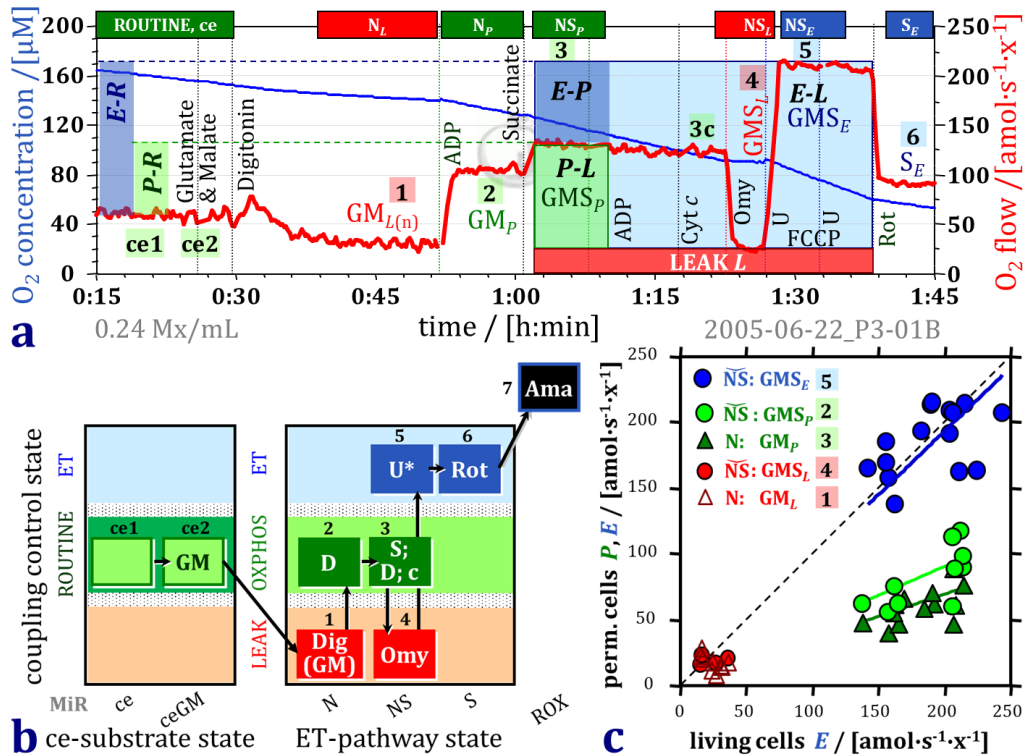 ROUTINE, ce
N_L
N_P
NS_P
NS_L
NS_E
S_E
O₂ concentration / [μM]
200
160
120
80
40
0
E-R
P-R
ce1
ce2
Glutamate
& Malate
Digitonin
1
GM_L(n)
ADP
2
GM_P
Succinate
3
E-P
P-L
GMS_P
ADP
Cyt c
3c
Omy
4
GMS_L
U
FCCP
U
5
E-L
GMS_E
Rot
6
S_E
LEAK L
250
200
150
100
50
0
O₂ flow / [amol·s⁻¹·x⁻¹]
0:15
0:30
0:45
1:00
1:15
1:30
1:45
a
0.24 Mx/mL
time / [h:min]
2005-06-22_P3-01B
coupling control state
ET
ROUTINE
ce1
ce2
GM
ET
OXPHOS
LEAK
5
U*
6
Rot
7
Ama
2
D
3
S;
D; c
1
Dig
(GM)
4
Omy
MiR
ce
ceGM
N
NS
S
ROX
b
ce-substrate state
ET-pathway state
perm. cells P, E / [amol·s⁻¹·x⁻¹]
250
200
150
100
50
0
N͝S: GMS_E 5
N͝S: GMS_P 2
N: GM_P 3
N͝S: GMS_L 4
N: GM_L 1
0
50
100
150
200
250
c
living cells E / [amol·s⁻¹·x⁻¹]